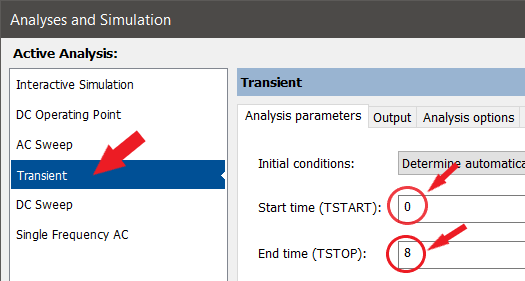 Analyses and Simulation
Active Analysis:
Interactive Simulation
DC Operating Point
AC Sweep
Transient
DC Sweep
Single Frequency AC
Transient
Analysis parameters Output Analysis options
Initial conditions: Determine automatica
Start time (TSTART): 0
End time (TSTOP): 8